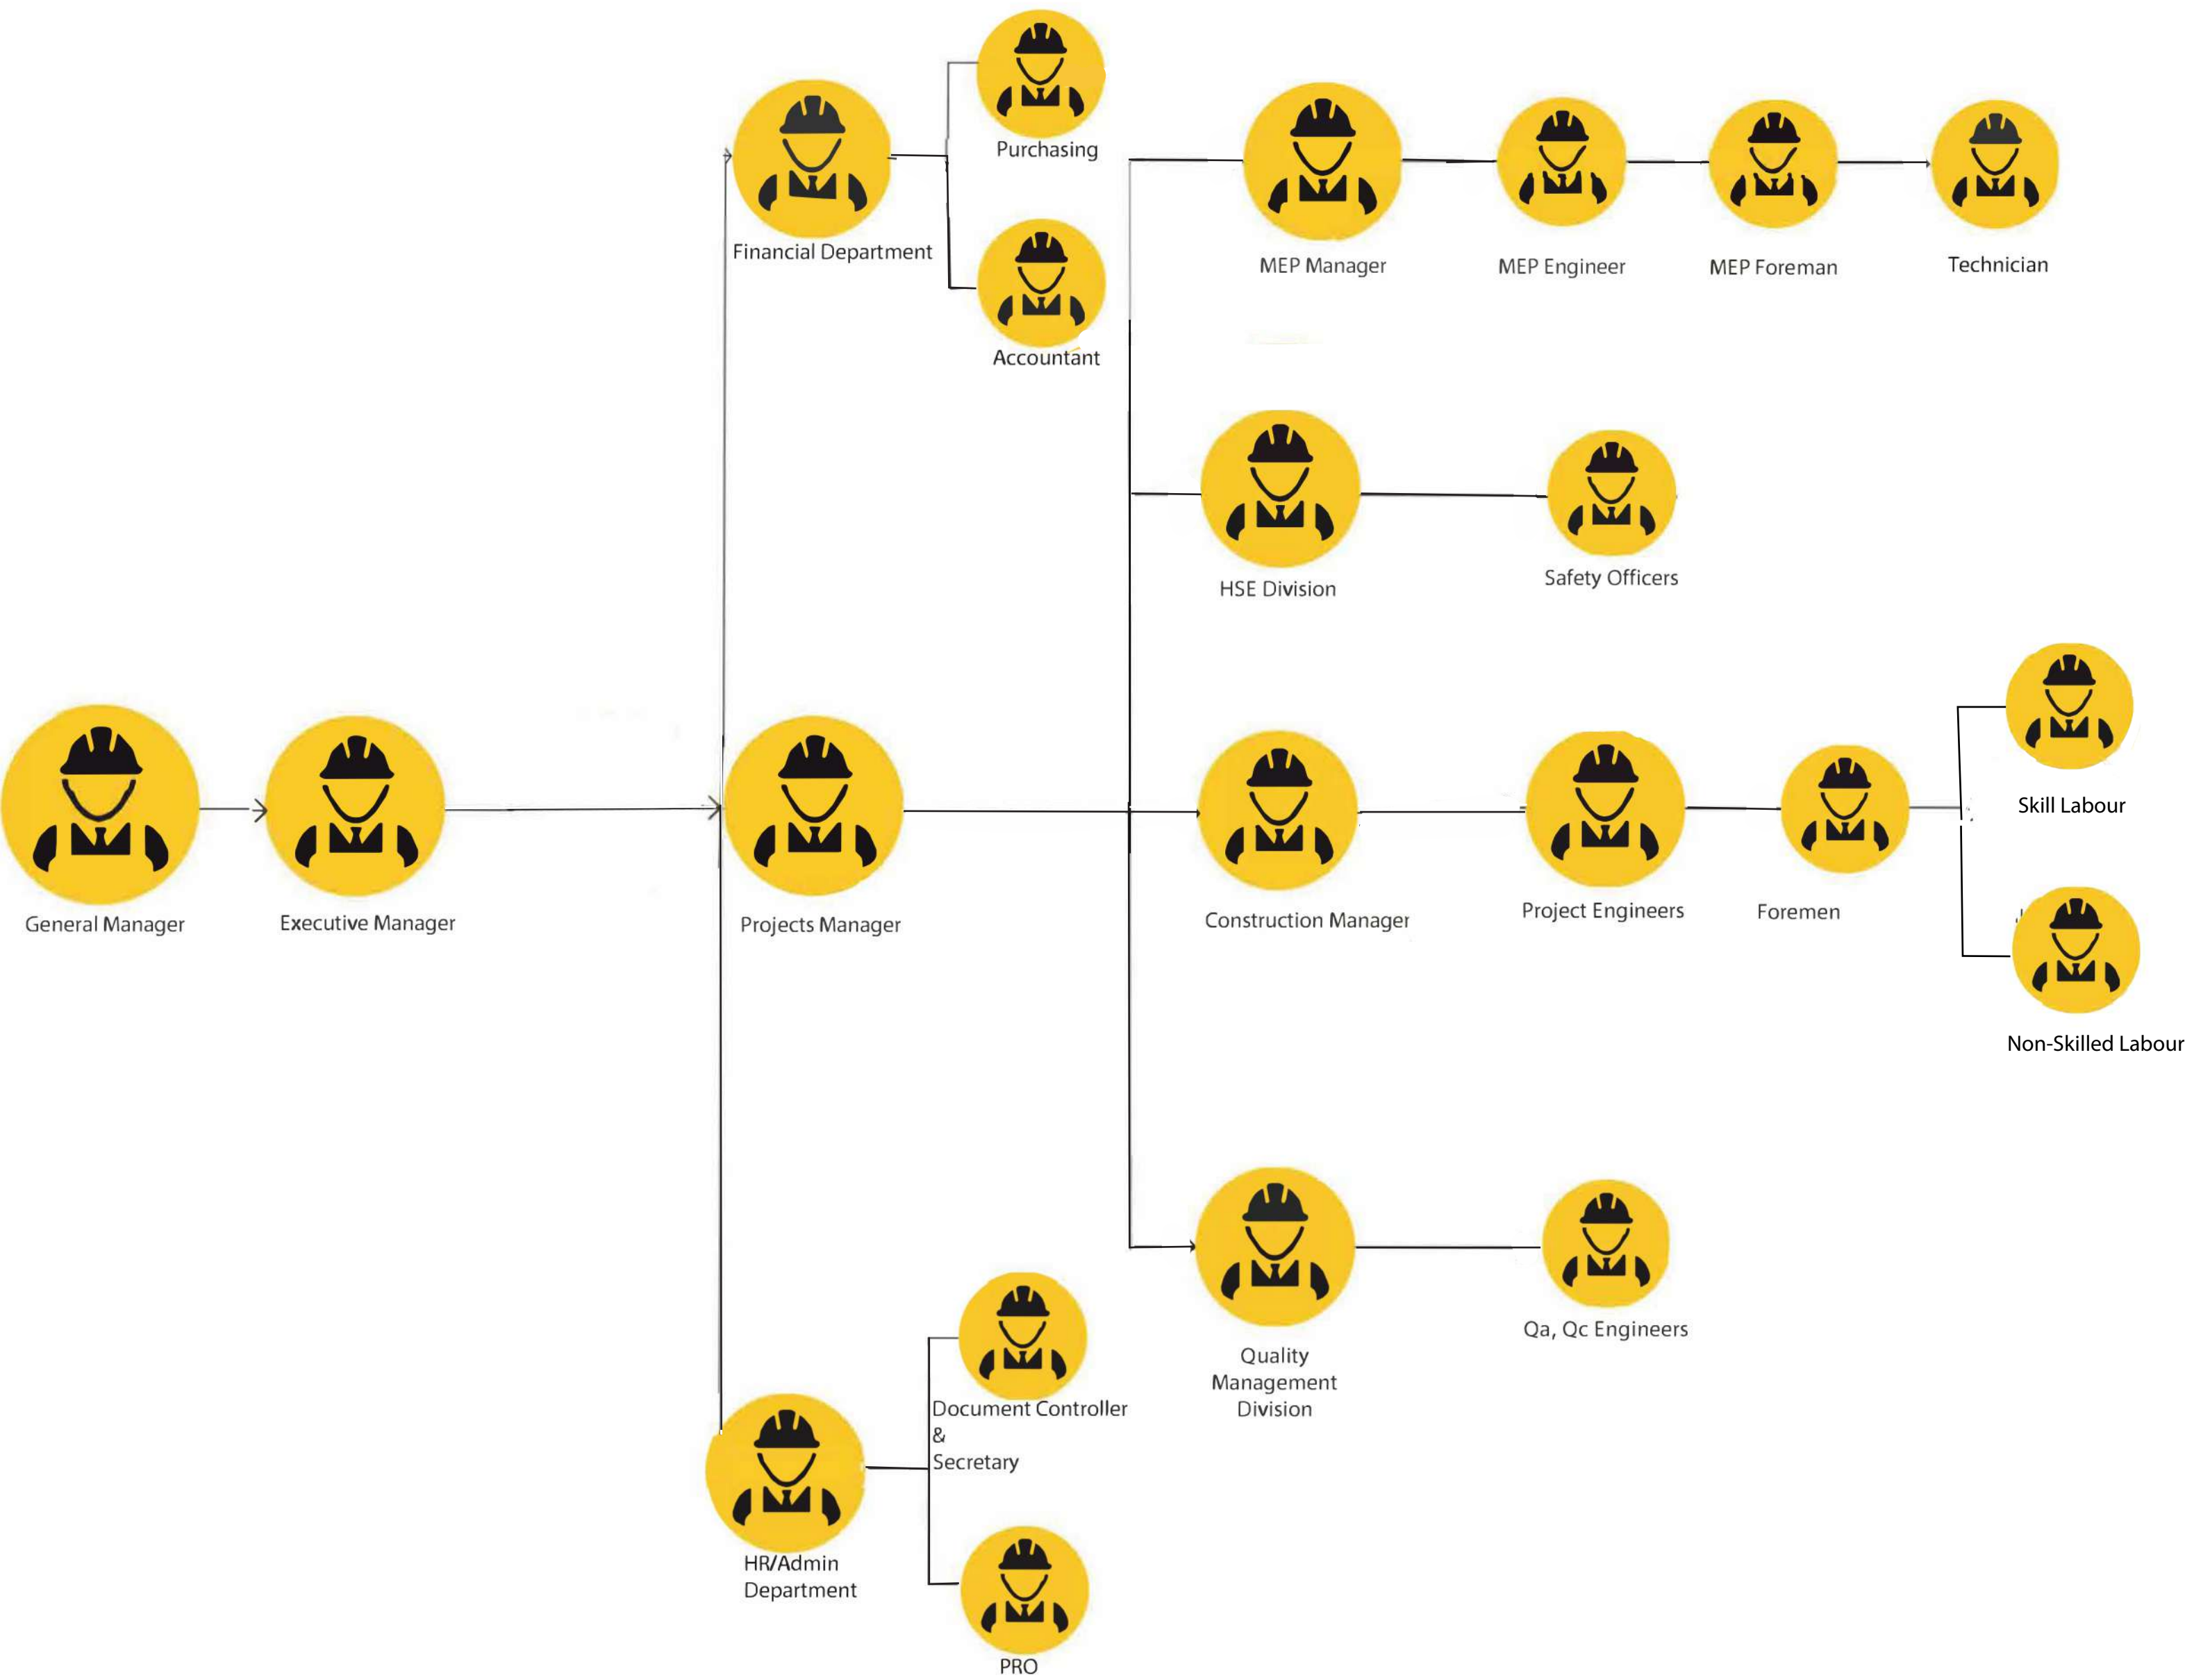 Purchasing
Financial Department
Accountant
MEP Manager
MEP Engineer
MEP Foreman
Technician
HSE Division
Safety Officers
General Manager
Executive Manager
Projects Manager
Construction Manager
Project Engineers
Foremen
Skill Labour
Non-Skilled Labour
Quality
Management
Division
Qa, Qc Engineers
Document Controller
&
Secretary
HR/Admin
Department
PRO